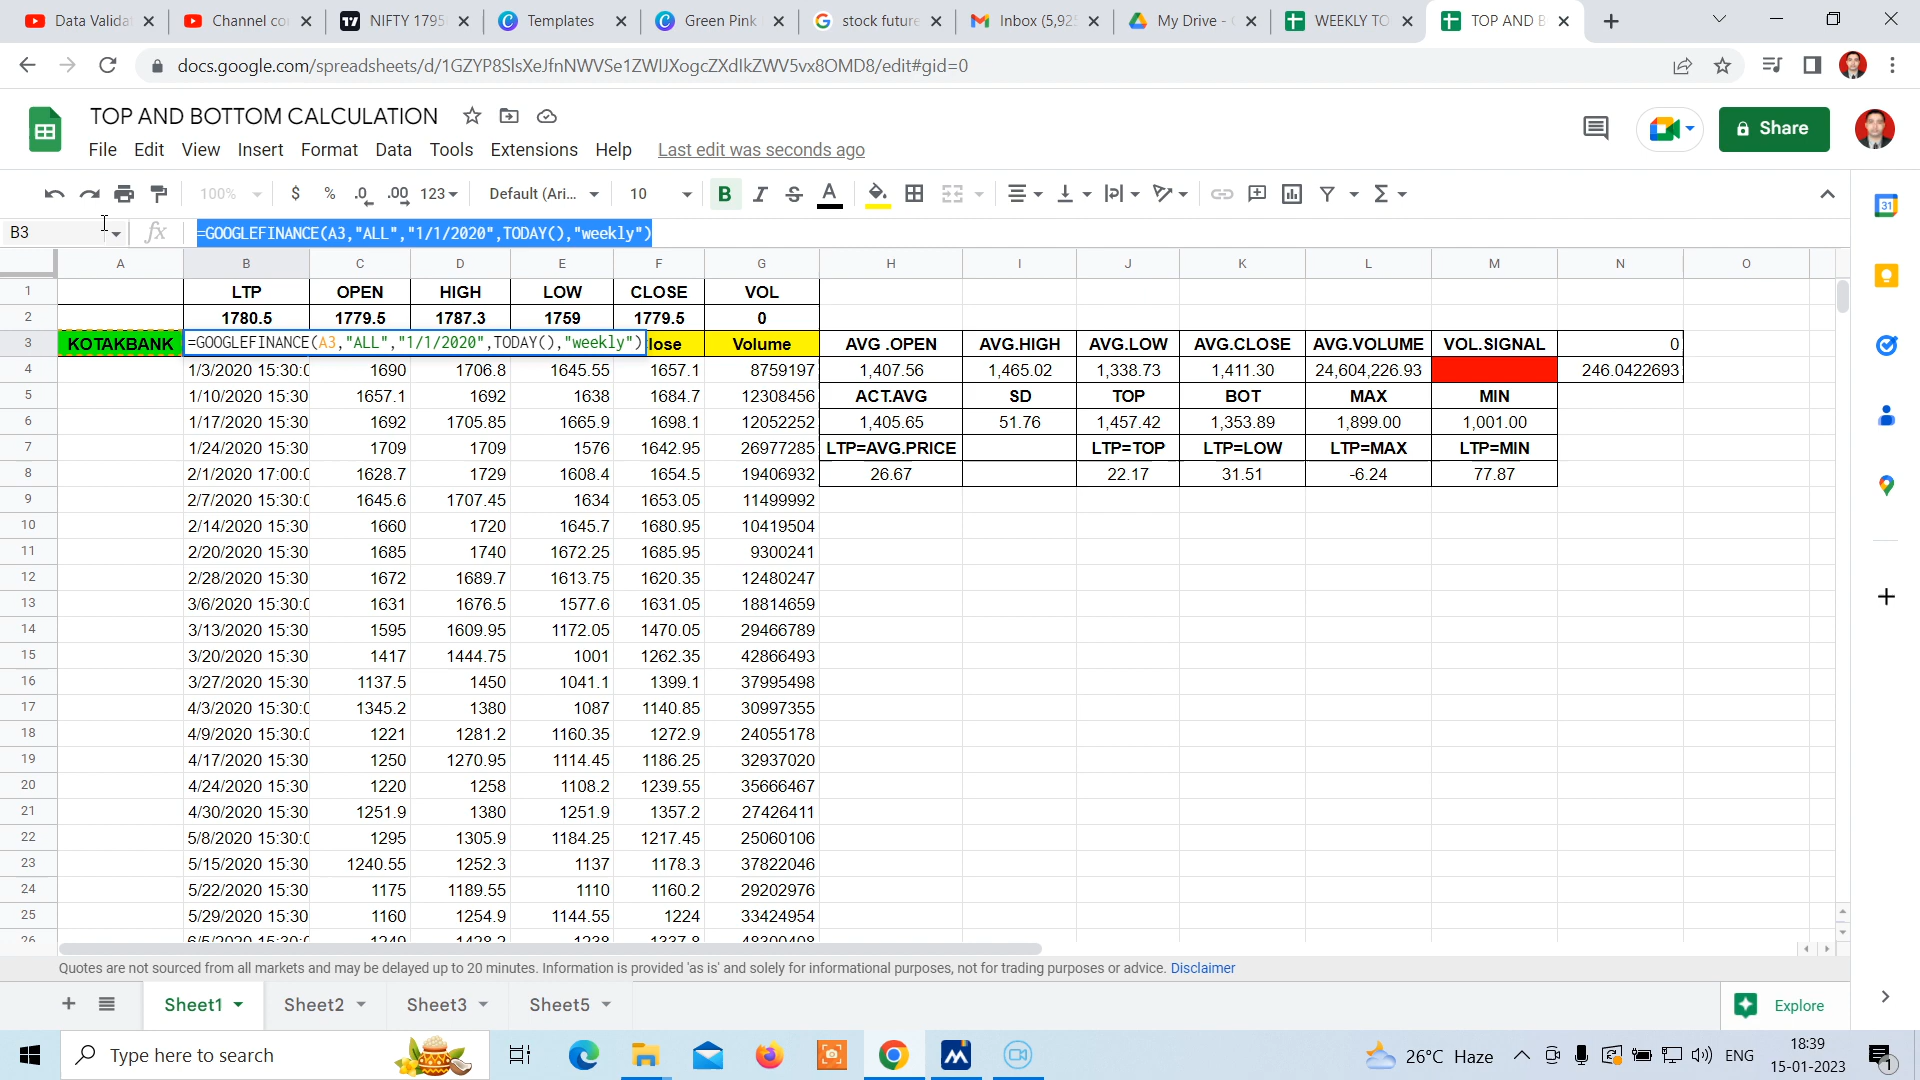 Data Valida
Channel co
NIFTY 1795
Templates
Green Pink
stock future
Inbox (5,92
My Drive -
WEEKLY TO
TOP AND B
docs.google.com/spreadsheets/d/1GZYP8SlsXeJfnNWVSe1ZWIJXogcZXdlkZWV5vx8OMD8/edit#gid=0
TOP AND BOTTOM CALCULATION
File Edit View Insert Format Data Tools Extensions Help Last edit was seconds ago
Share
100% $ % .0 .00 123 Default (Ari... 10 B I S A
B3 fx =GOOGLEFINANCE(A3,"ALL","1/1/2020",TODAY(),"weekly")
A B C D E F G H I J K L M N O
1 LTP OPEN HIGH LOW CLOSE VOL
2 1780.5 1779.5 1787.3 1759 1779.5 0
3 KOTAKBANK =GOOGLEFINANCE(A3,"ALL","1/1/2020",TODAY(),"weekly") lose Volume AVG .OPEN AVG.HIGH AVG.LOW AVG.CLOSE AVG.VOLUME VOL.SIGNAL 0
4 1/3/2020 15:30:0 1690 1706.8 1645.55 1657.1 8759197 1,407.56 1,465.02 1,338.73 1,411.30 24,604,226.93 246.0422693
5 1/10/2020 15:30 1657.1 1692 1638 1684.7 12308456 ACT.AVG SD TOP BOT MAX MIN
6 1/17/2020 15:30 1692 1705.85 1665.9 1698.1 12052252 1,405.65 51.76 1,457.42 1,353.89 1,899.00 1,001.00
7 1/24/2020 15:30 1709 1709 1576 1642.95 26977285 LTP=AVG.PRICE LTP=TOP LTP=LOW LTP=MAX LTP=MIN
8 2/1/2020 17:00:0 1628.7 1729 1608.4 1654.5 19406932 26.67 22.17 31.51 -6.24 77.87
9 2/7/2020 15:30:0 1645.6 1707.45 1634 1653.05 11499992
10 2/14/2020 15:30 1660 1720 1645.7 1680.95 10419504
11 2/20/2020 15:30 1685 1740 1672.25 1685.95 9300241
12 2/28/2020 15:30 1672 1689.7 1613.75 1620.35 12480247
13 3/6/2020 15:30:0 1631 1676.5 1577.6 1631.05 18814659
14 3/13/2020 15:30 1595 1609.95 1172.05 1470.05 29466789
15 3/20/2020 15:30 1417 1444.75 1001 1262.35 42866493
16 3/27/2020 15:30 1137.5 1450 1041.1 1399.1 37995498
17 4/3/2020 15:30:0 1345.2 1380 1087 1140.85 30997355
18 4/9/2020 15:30:0 1221 1281.2 1160.35 1272.9 24055178
19 4/17/2020 15:30 1250 1270.95 1114.45 1186.25 32937020
20 4/24/2020 15:30 1220 1258 1108.2 1239.55 35666467
21 4/30/2020 15:30 1251.9 1380 1251.9 1357.2 27426411
22 5/8/2020 15:30:0 1295 1305.9 1184.25 1217.45 25060106
23 5/15/2020 15:30 1240.55 1252.3 1137 1178.3 37822046
24 5/22/2020 15:30 1175 1189.55 1110 1160.2 29202976
25 5/29/2020 15:30 1160 1254.9 1144.55 1224 33424954
26 6/5/2020 15:30:0 1249 1428.2 1238 1337.8 48300408
Quotes are not sourced from all markets and may be delayed up to 20 minutes. Information is provided 'as is' and solely for informational purposes, not for trading purposes or advice. Disclaimer
Sheet1 Sheet2 Sheet3 Sheet5 Explore
Type here to search
26°C Haze ENG 18:39
15-01-2023 1